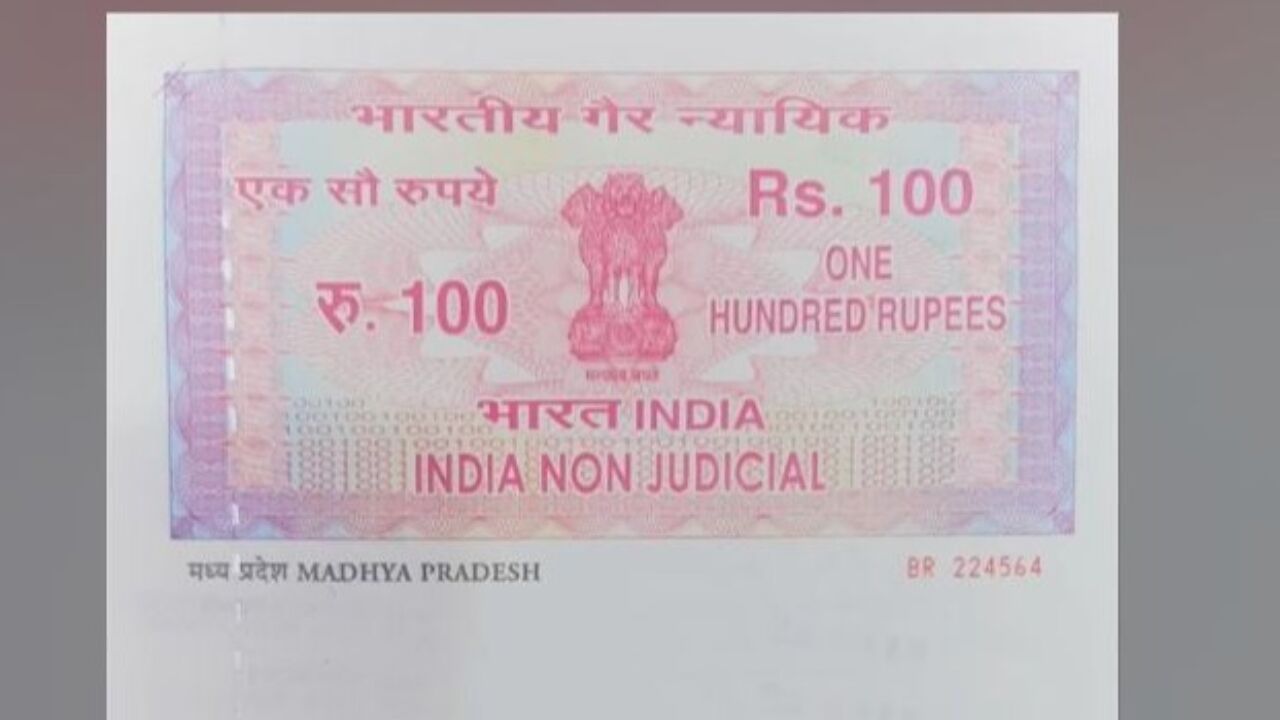 भारतीय गैर न्यायिक
एक सौ रुपये
Rs. 100
रु. 100
ONE
HUNDRED RUPEES
सत्यमेव जयते
भारत INDIA
INDIA NON JUDICIAL
मध्य प्रदेश MADHYA PRADESH
BR 224564